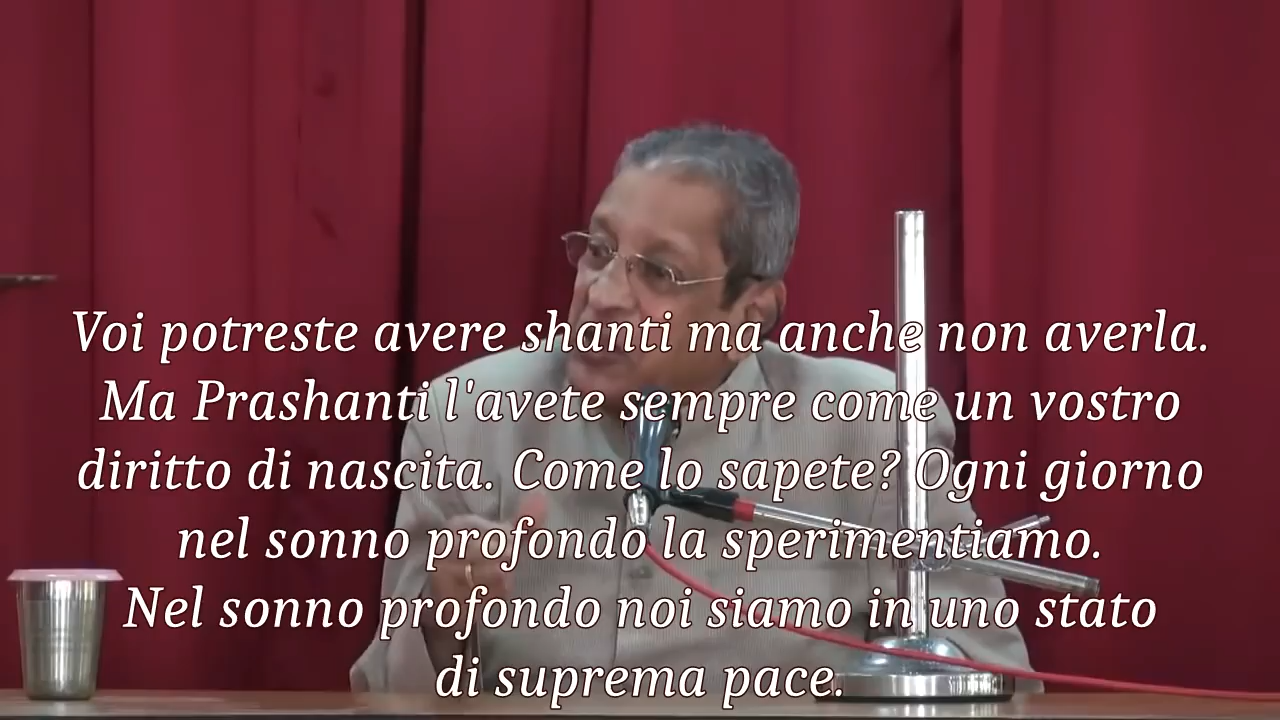 Voi potreste avere shanti ma anche non averla.
Ma Prashanti l'avete sempre come un vostro
diritto di nascita. Come lo sapete? Ogni giorno
nel sonno profondo la sperimentiamo.
Nel sonno profondo noi siamo in uno stato
di suprema pace.